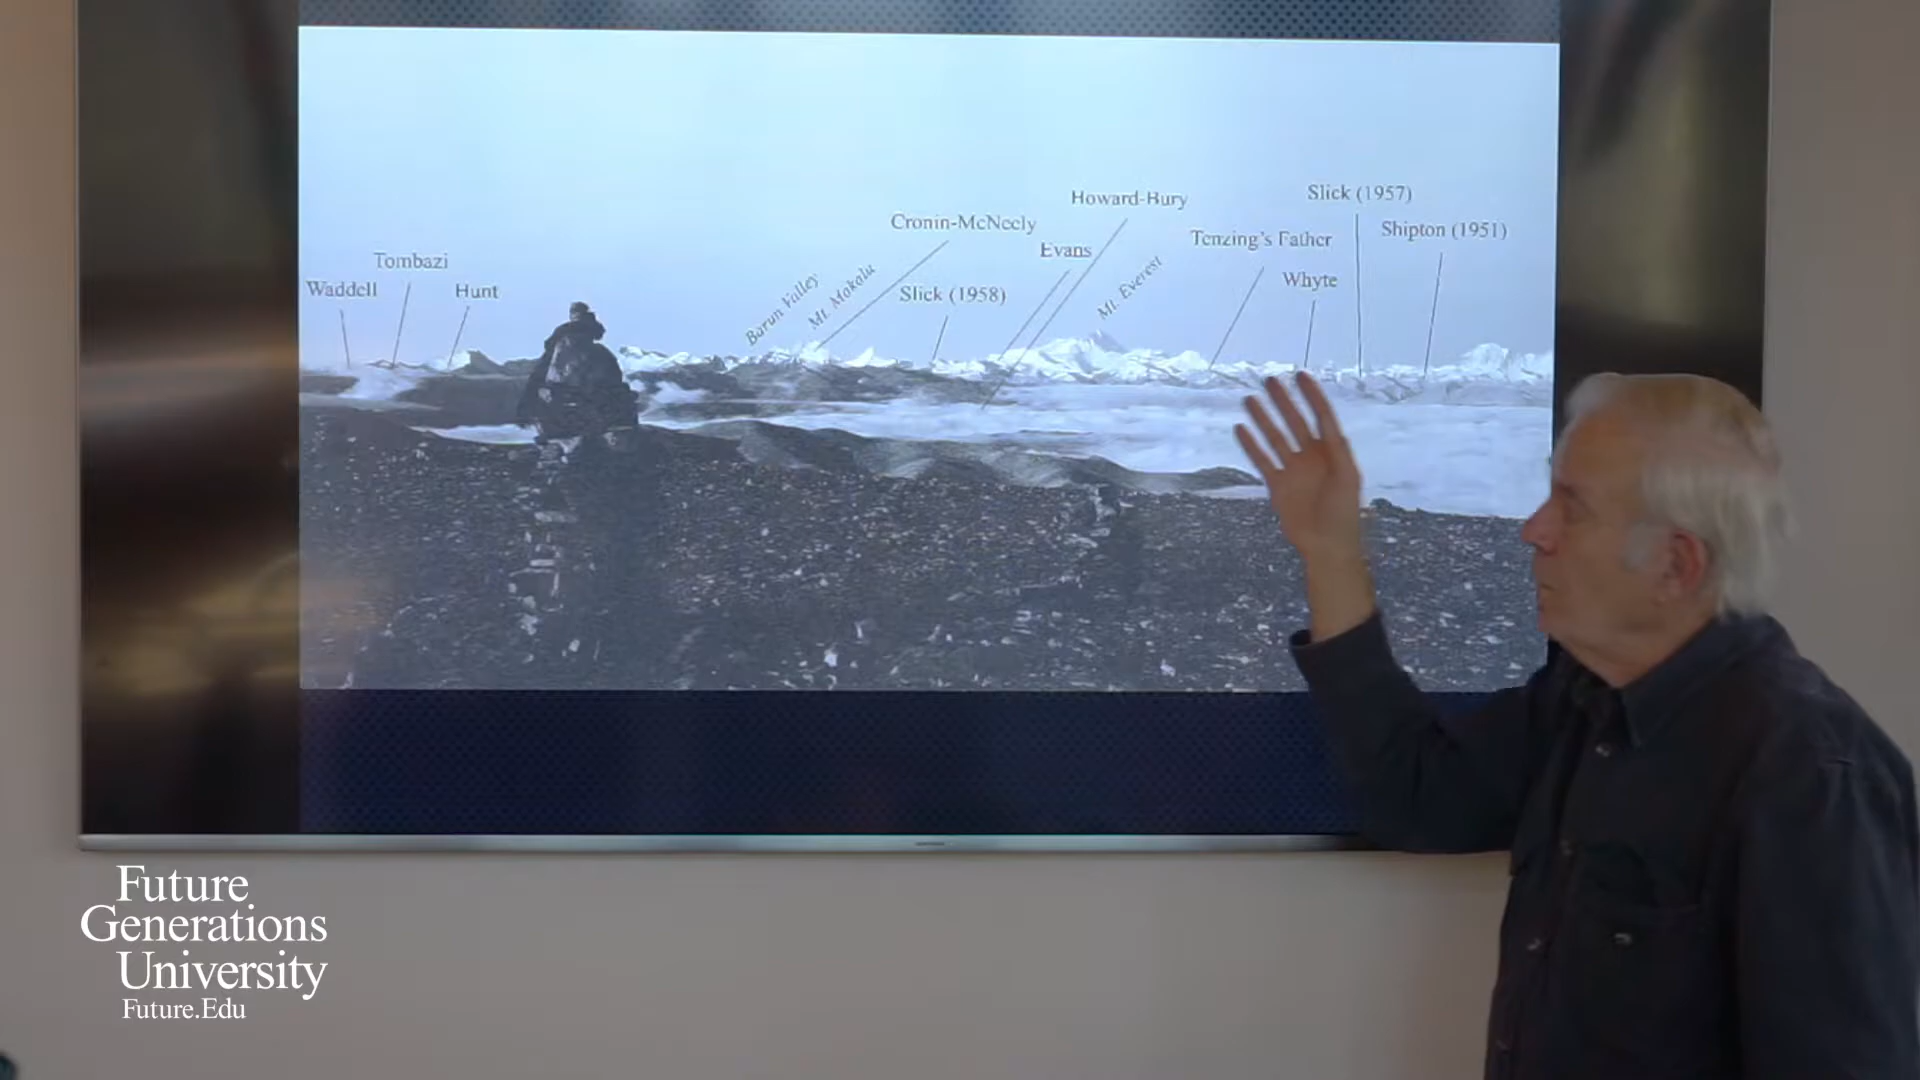 Slick (1957)
Howard-Bury
Cronin-McNeely
Shipton (1951)
Tenzing's Father
Evans
Tombazi
Whyte
Waddell
Hunt
Slick (1958)
Barun Valley
Mt. Makalu
Mt. Everest
Future
Generations
University
Future.Edu